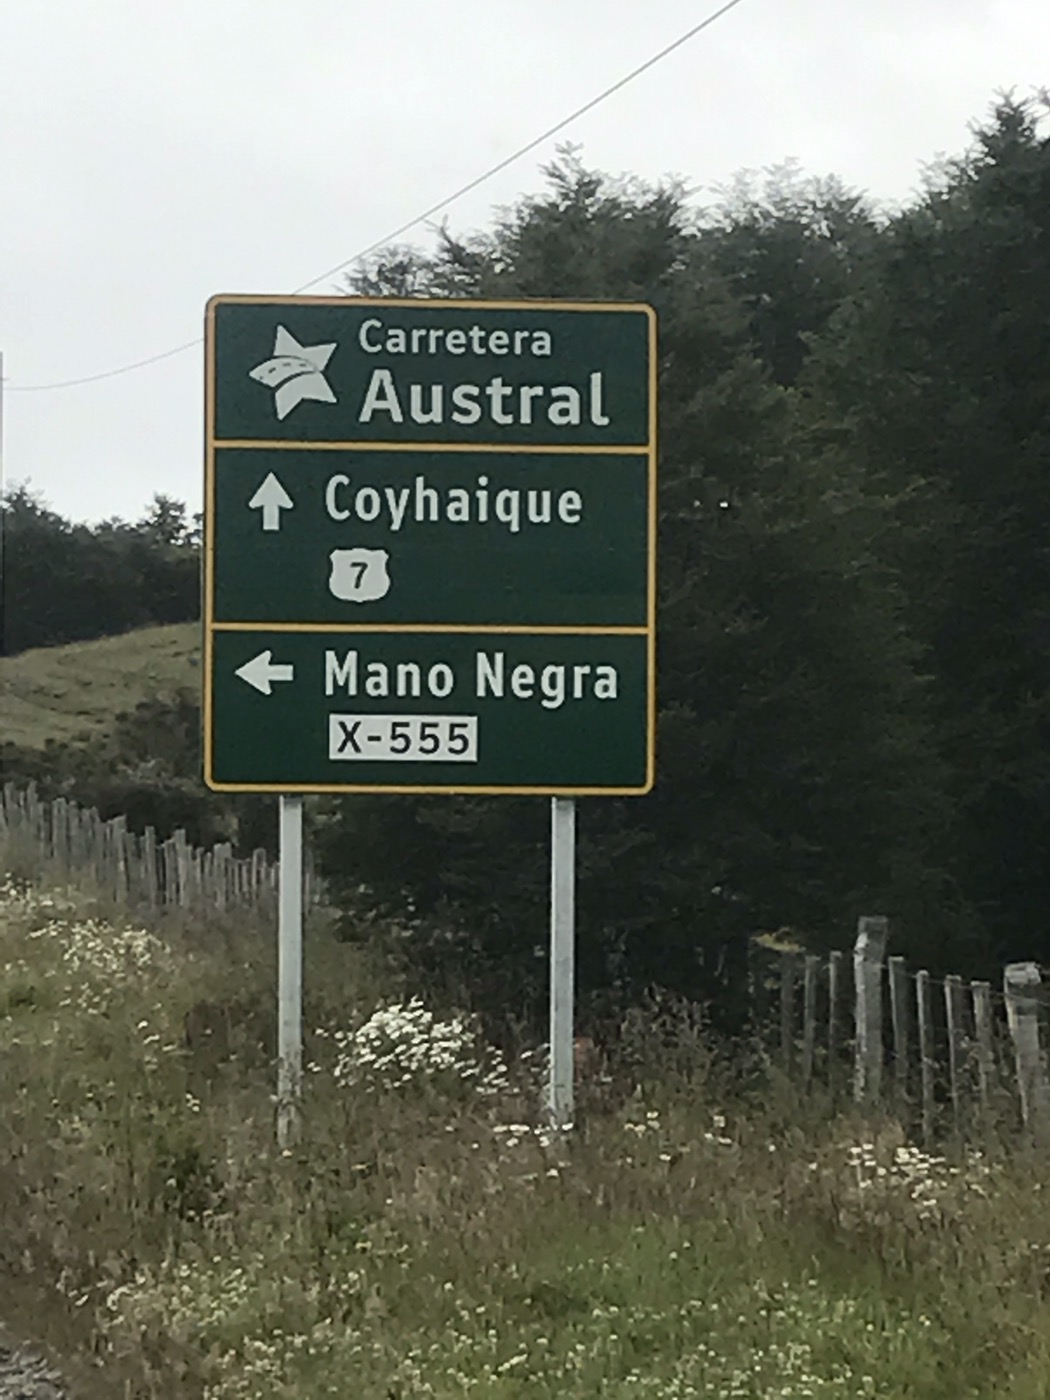 Carretera
Austral
Coyhaique
7
Mano Negra
X-555